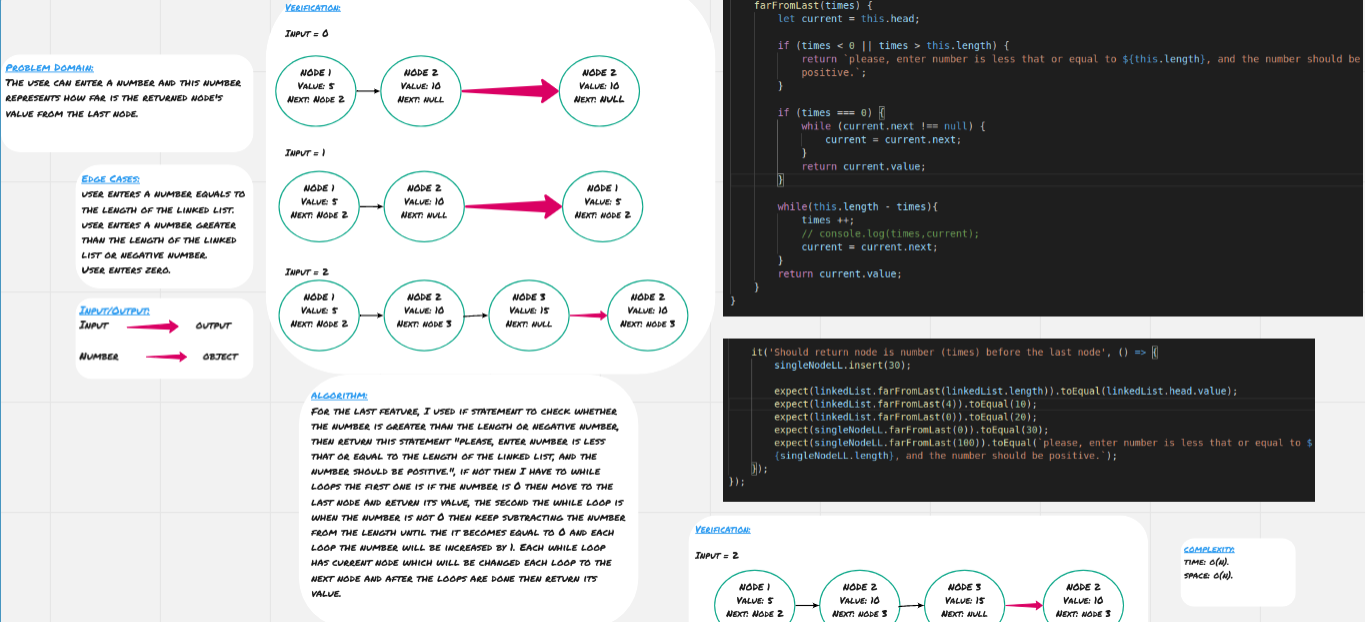 Problem Domain:
The user can enter a number and this number
represents how far is the returned node's
value from the last node.
Edge Cases:
user enters a number equals to
the length of the linked list.
user enters a number greater
than the length of the linked
list or negative number.
User enters zero.
Input/Output:
Input
output
Number
object
Verification:
Input = 0
Node 1
Value: 5
Next: Node 2
Node 2
Value: 10
Next: null
Node 2
Value: 10
Next: null
Input = 1
Node 1
Value: 5
Next: Node 2
Node 2
Value: 10
Next: null
Node 1
Value: 5
Next: node 2
Input = 2
Node 1
Value: 5
Next: Node 2
Node 2
Value: 10
Next: node 3
Node 3
Value: 15
Next: null
Node 2
Value: 10
Next: node 3
Algorithm:
For the last feature, I used if statement to check whether
the number is greater than the length or negative number,
then return this statement "please, enter number is less
that or equal to the length of the linked list, and the
number should be positive.", if not then I have to while
loops the first one is if the number is 0 then move to the
last node and return its value, the second the while loop is
when the number is not 0 then keep subtracting the number
from the length until the it becomes equal to 0 and each
loop the number will be increased by 1. Each while loop
has current node which will be changed each loop to the
next node and after the loops are done then return its
value.
farFromLast(times) {
let current = this.head;
if (times < 0 || times > this.length) {
return `please, enter number is less that or equal to ${this.length}, and the number should be
positive.`;
}
if (times === 0) {
while (current.next !== null) {
current = current.next;
}
return current.value;
}
while(this.length - times){
times ++;
// console.log(times,current);
current = current.next;
}
return current.value;
}
}
it('Should return node is number (times) before the last node', () => {
singleNodeLL.insert(30);
expect(linkedList.farFromLast(linkedList.length)).toEqual(linkedList.head.value);
expect(linkedList.farFromLast(4)).toEqual(10);
expect(linkedList.farFromLast(0)).toEqual(20);
expect(singleNodeLL.farFromLast(0)).toEqual(30);
expect(singleNodeLL.farFromLast(100)).toEqual(`please, enter number is less that or equal to $
{singleNodeLL.length}, and the number should be positive.`);
});
});
Verification:
Input = 2
Node 1
Value: 5
Next: Node 2
Node 2
Value: 10
Next: node 3
Node 3
Value: 15
Next: null
Node 2
Value: 10
Next: node 3
complexity:
Time: O(n).
Space: O(n).